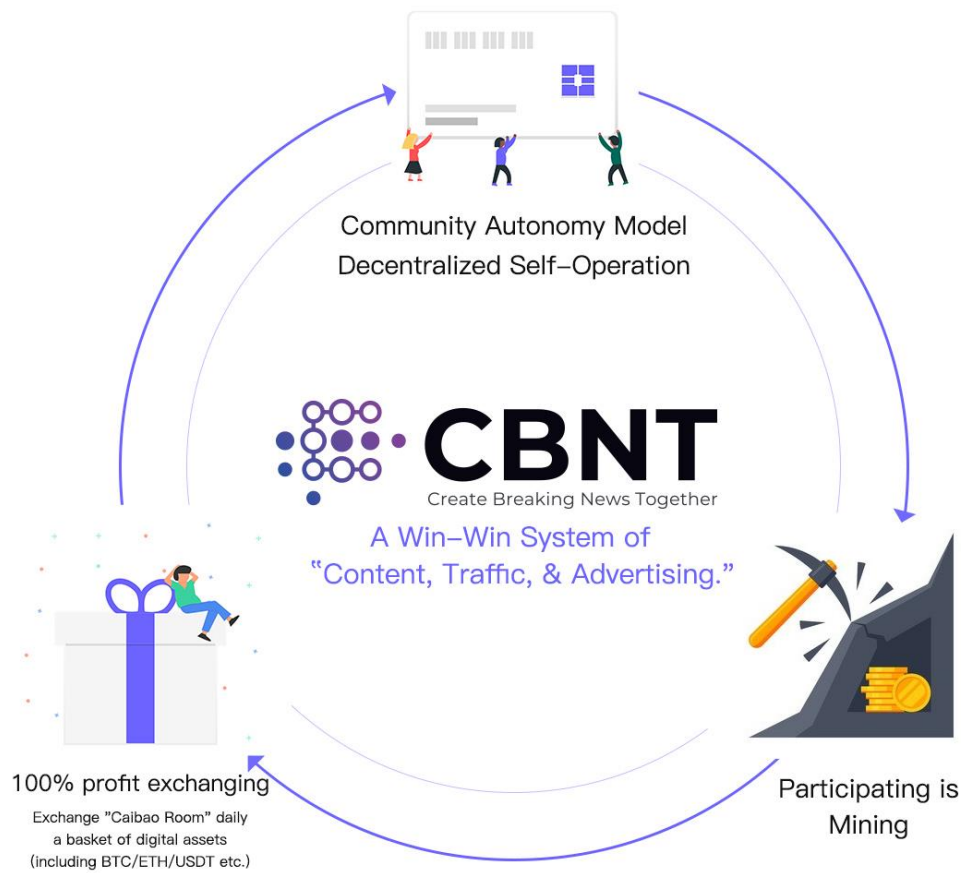 Community Autonomy Model
Decentralized Self-Operation
CBNT
Create Breaking News Together
A Win-Win System of
"Content, Traffic, & Advertising."
100% profit exchanging
Exchange "Caibao Room" daily
a basket of digital assets
(including BTC/ETH/USDT etc.)
Participating is
Mining